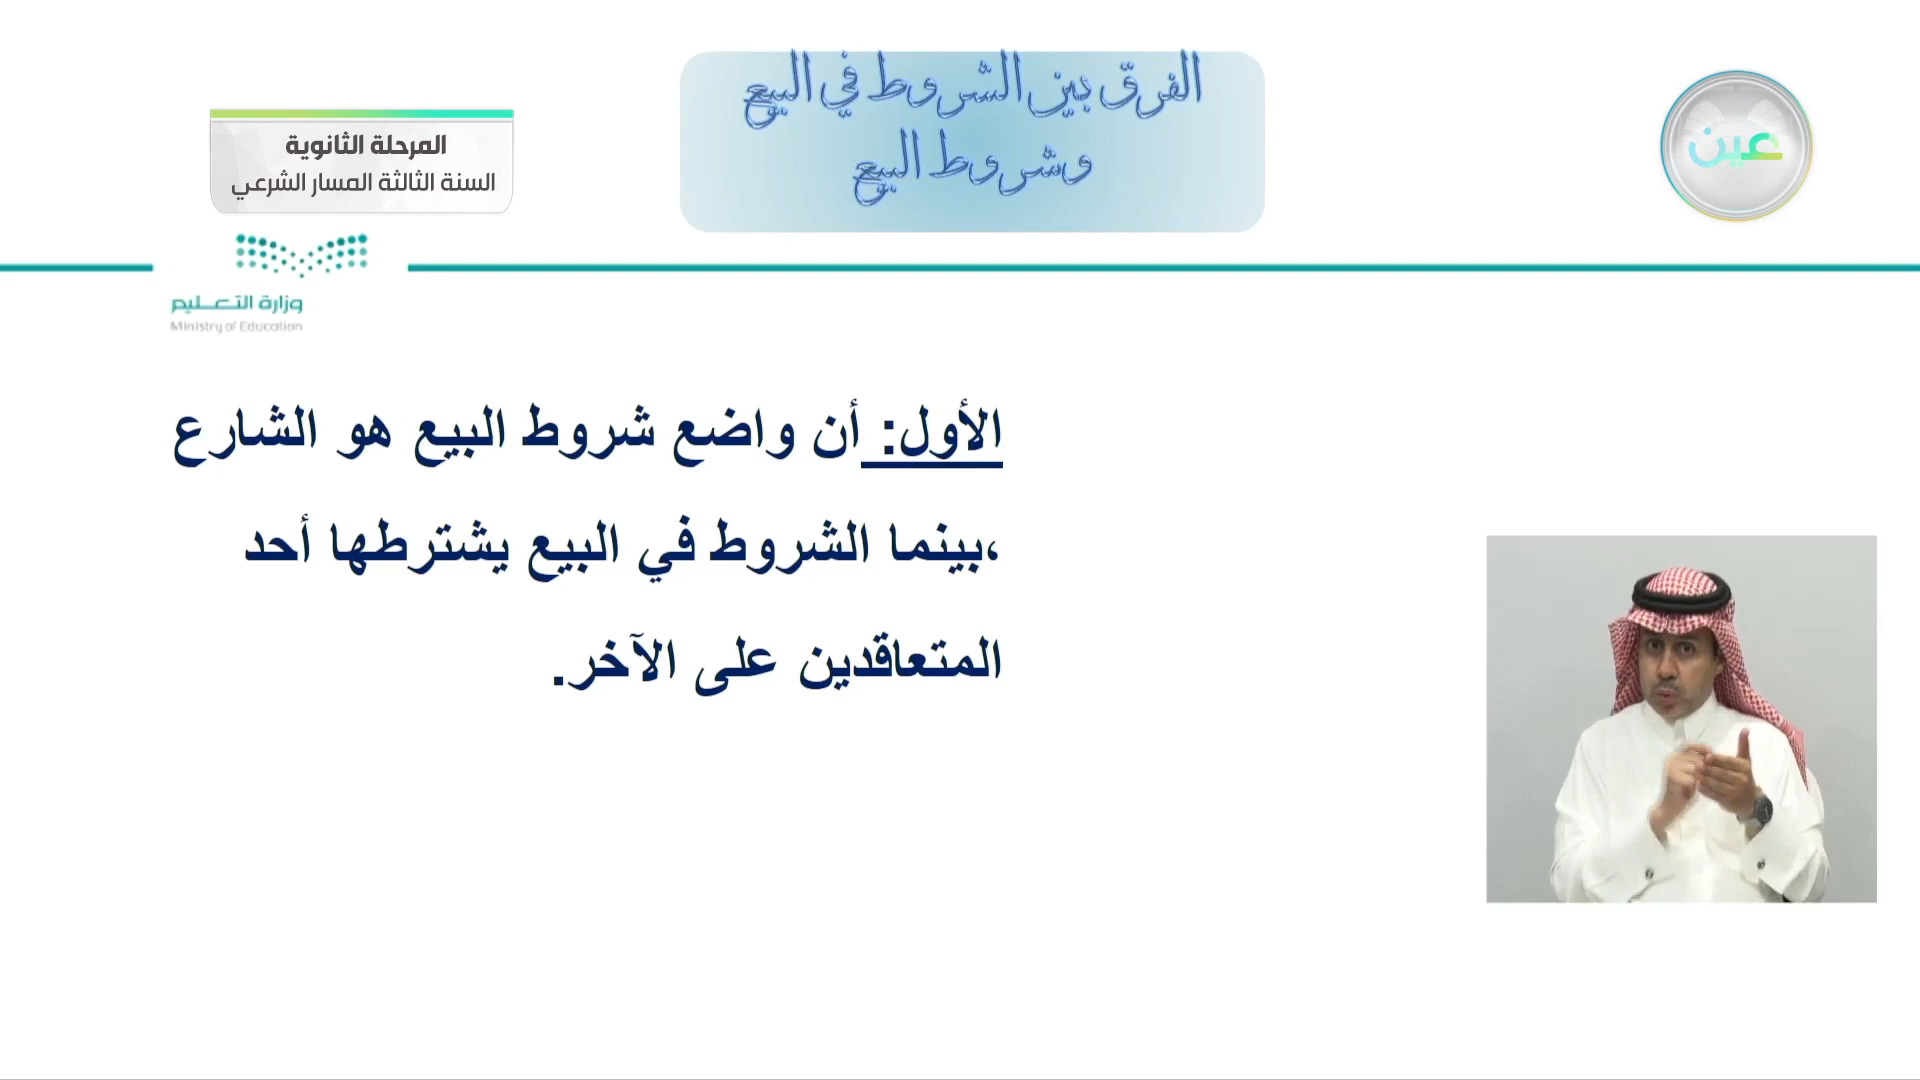 الفرق بين الشروط في البيع
وشروط البيع
عين
المرحلة الثانوية
السنة الثالثة المسار الشرعي
وزارة التعليم
Ministry of Education
الأول: أن واضع شروط البيع هو الشارع
،بينما الشروط في البيع يشترطها أحد
المتعاقدين على الآخر.